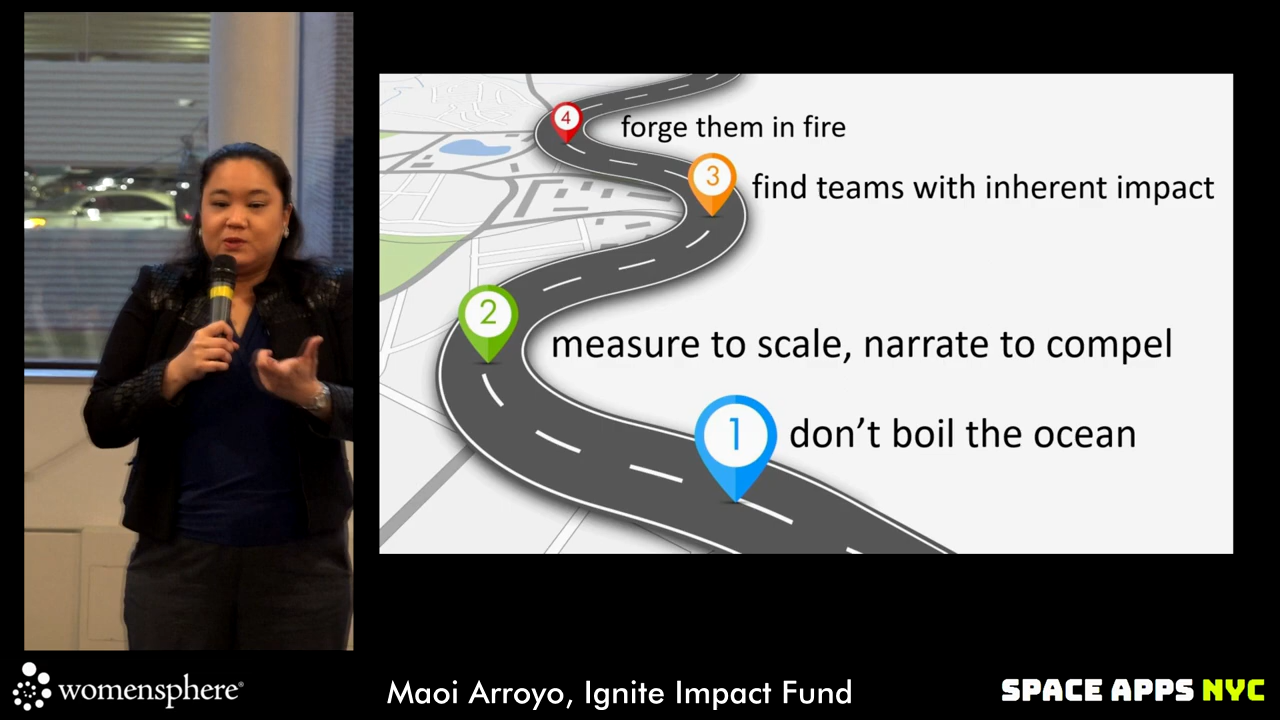 4
forge them in fire
3
find teams with inherent impact
2
measure to scale, narrate to compel
1
don't boil the ocean
womensphere®
Maoi Arroyo, Ignite Impact Fund
SPACE APPS NYC